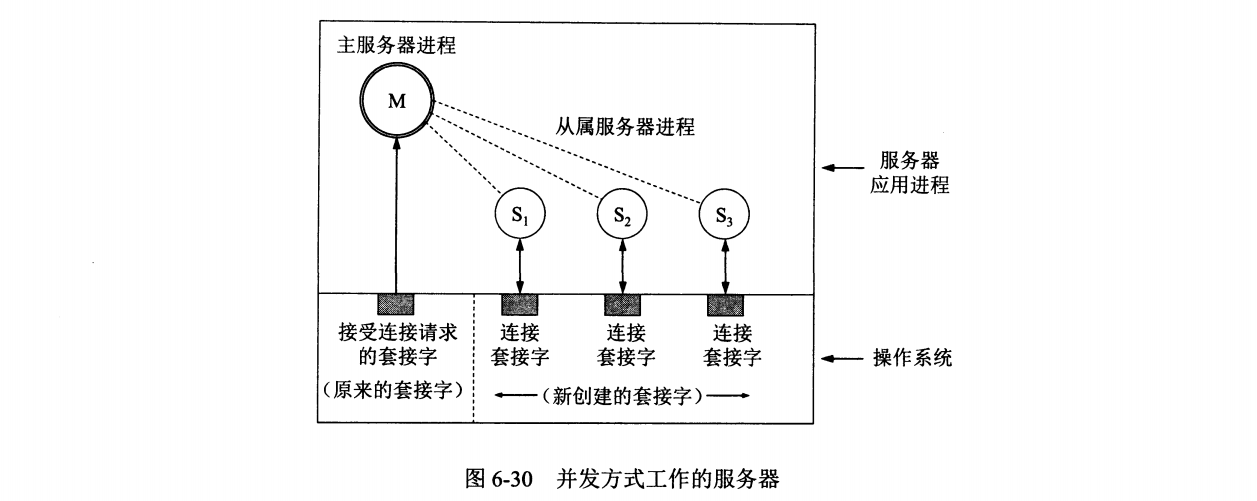 主服务器进程
M
从属服务器进程
服务器
应用进程
S1
S2
S3
接受连接请求
的套接字
(原来的套接字)
连接
套接字
连接
套接字
连接
套接字
(新创建的套接字)
操作系统
图 6-30 并发方式工作的服务器